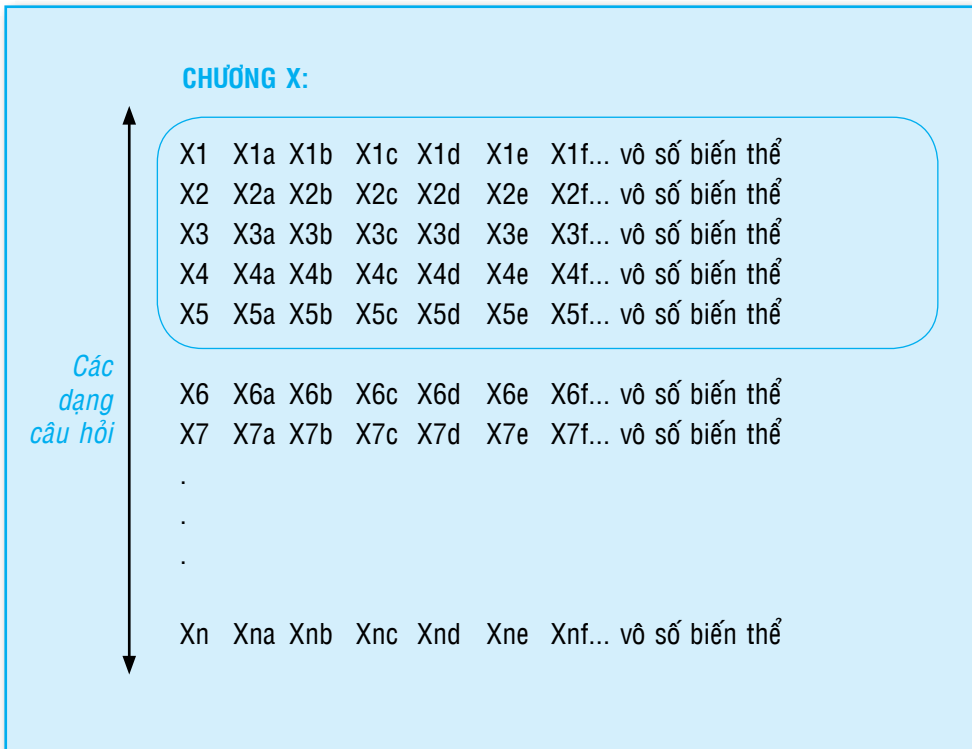 CHƯƠNG X:
X1 X1a X1b X1c X1d X1e X1f... vô số biến thể
X2 X2a X2b X2c X2d X2e X2f... vô số biến thể
X3 X3a X3b X3c X3d X3e X3f... vô số biến thể
X4 X4a X4b X4c X4d X4e X4f... vô số biến thể
X5 X5a X5b X5c X5d X5e X5f... vô số biến thể
Các
dạng
câu hỏi
X6 X6a X6b X6c X6d X6e X6f... vô số biến thể
X7 X7a X7b X7c X7d X7e X7f... vô số biến thể
.
.
.
Xn Xna Xnb Xnc Xnd Xne Xnf... vô số biến thể